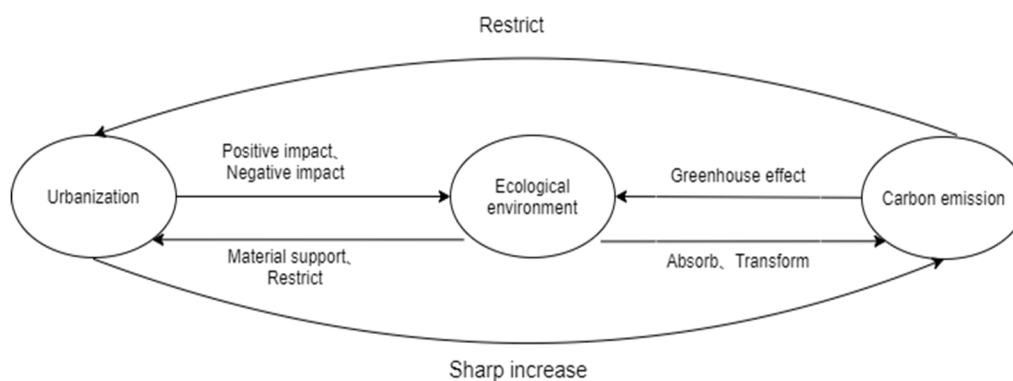 Restrict
Positive impact、
Negative impact
Urbanization
Ecological
environment
Greenhouse effect
Carbon emission
Material support、
Restrict
Absorb、Transform
Sharp increase